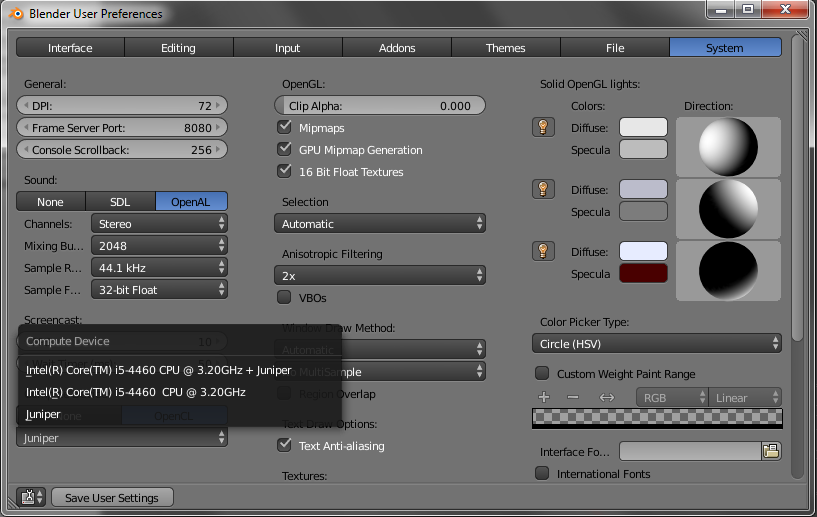 Blender User Preferences
Interface
Editing
Input
Addons
Themes
File
System
General:
DPI: 72
Frame Server Port: 8080
Console Scrollback: 256
Sound:
None
SDL
OpenAL
Channels: Stereo
Mixing Bu... 2048
Sample R... 44.1 kHz
Sample F... 32-bit Float
Screencast:
10
Compute Device
Intel(R) Core(TM) i5-4460 CPU @ 3.20GHz + Juniper
Intel(R) Core(TM) i5-4460  CPU @ 3.20GHz
Juniper
OpenCL
Juniper
OpenGL:
Clip Alpha: 0.000
Mipmaps
GPU Mipmap Generation
16 Bit Float Textures
Selection
Automatic
Anisotropic Filtering
2x
VBOs
Window Draw Method:
Automatic
MultiSample
Region Overlap
Text Draw Options:
Text Anti-aliasing
Textures:
Solid OpenGL lights:
Colors:
Direction:
Diffuse:
Specula
Diffuse:
Specula
Diffuse:
Specula
Color Picker Type:
Circle (HSV)
Custom Weight Paint Range
RGB
Linear
Interface Fo...
International Fonts
Save User Settings